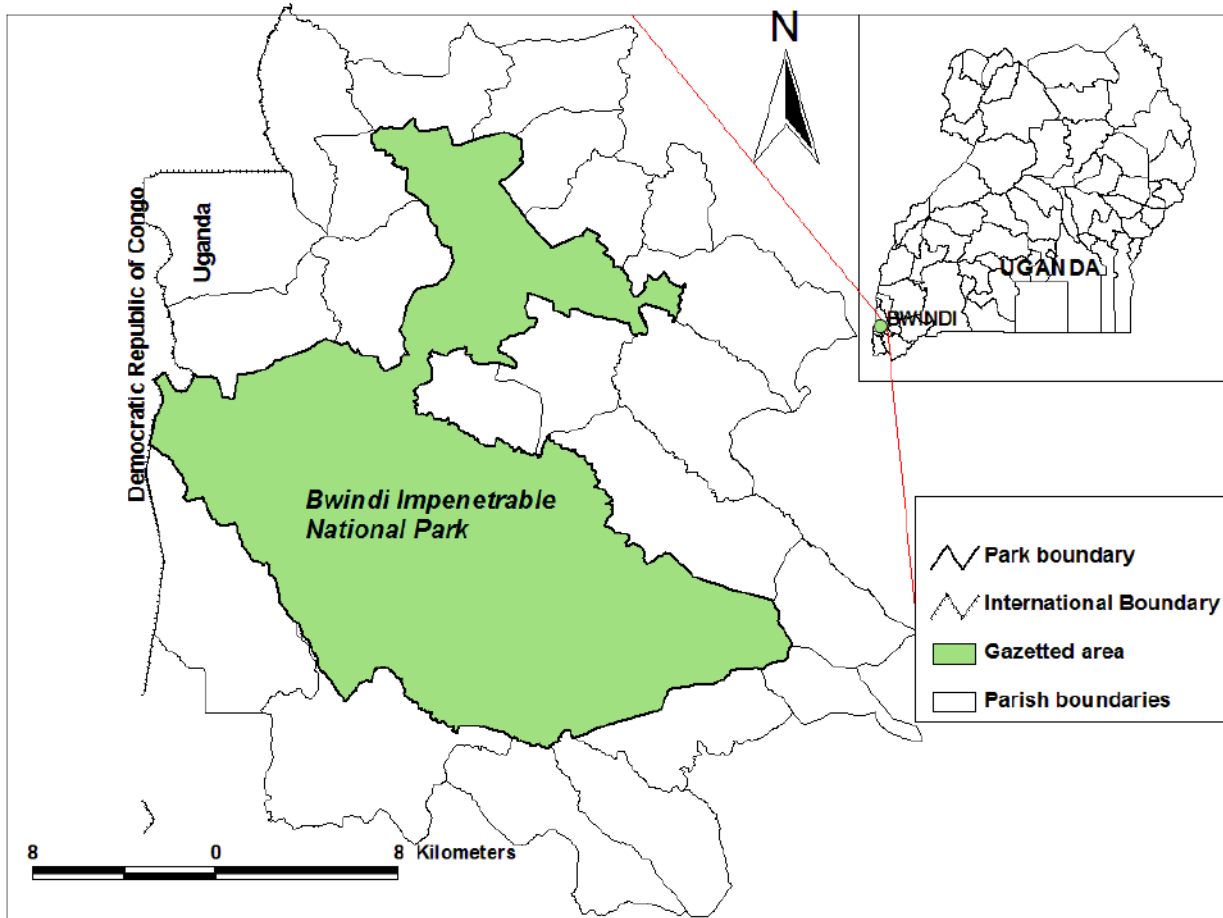 N
Democratic Republic of Congo
Uganda
UGANDA
BWINDI
Bwindi Impenetrable
National Park
Park boundary
International Boundary
Gazetted area
Parish boundaries
8 0 8 Kilometers